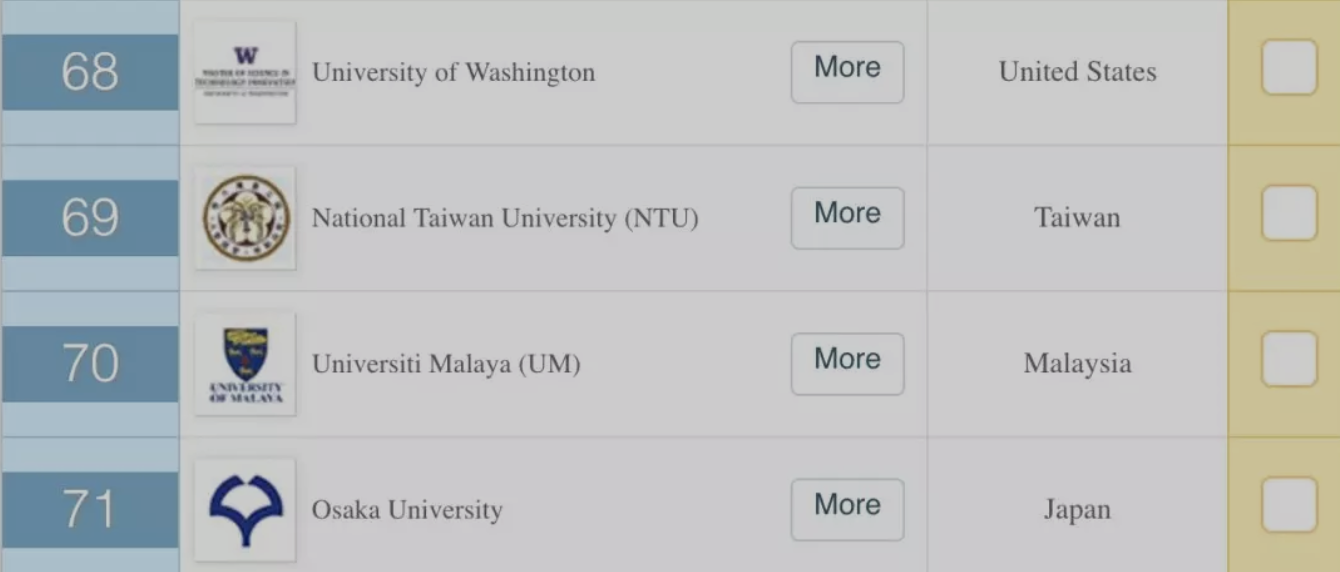 68
W
University of Washington
More
United States
69
National Taiwan University (NTU)
More
Taiwan
70
UNIVERSITY
OF MALAYA
Universiti Malaya (UM)
More
Malaysia
71
Osaka University
More
Japan